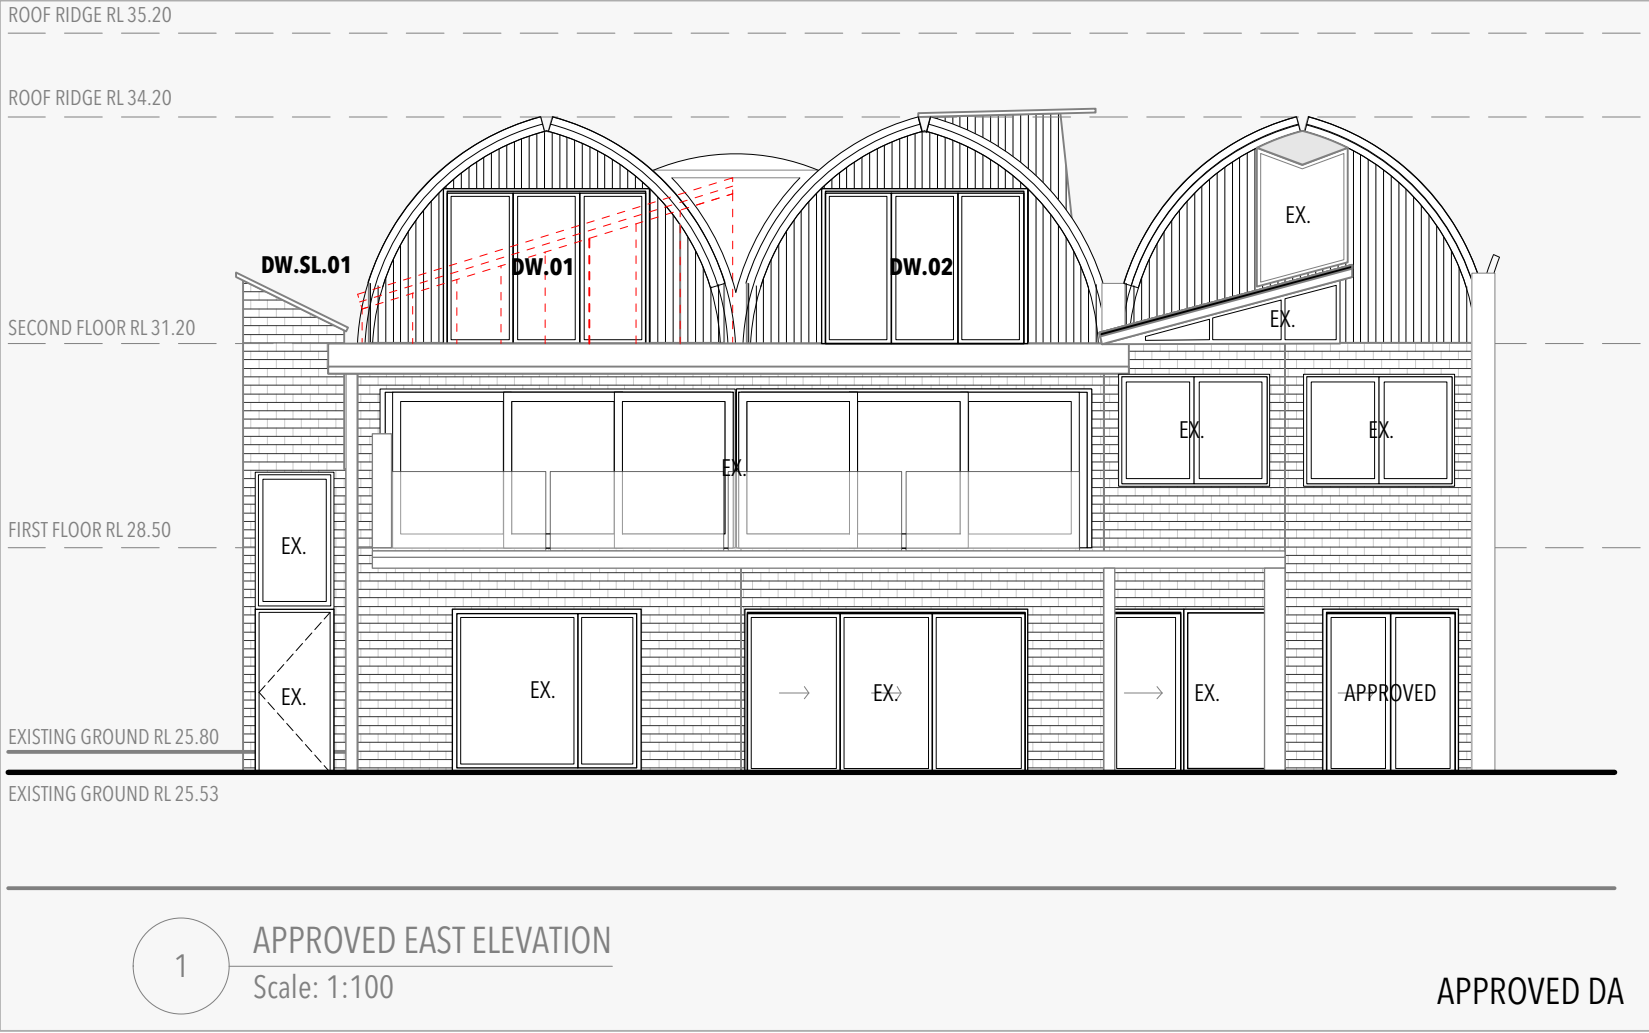 ROOF RIDGE RL 35.20
ROOF RIDGE RL 34.20
EX.
DW.SL.01
DW.01
DW.02
SECOND FLOOR RL 31.20
EX.
EX.
EX.
EX.
FIRST FLOOR RL 28.50
EX.
EX.
EX.
EX.
EX.
APPROVED
EXISTING GROUND RL 25.80
EXISTING GROUND RL 25.53
1
APPROVED EAST ELEVATION
Scale: 1:100
APPROVED DA